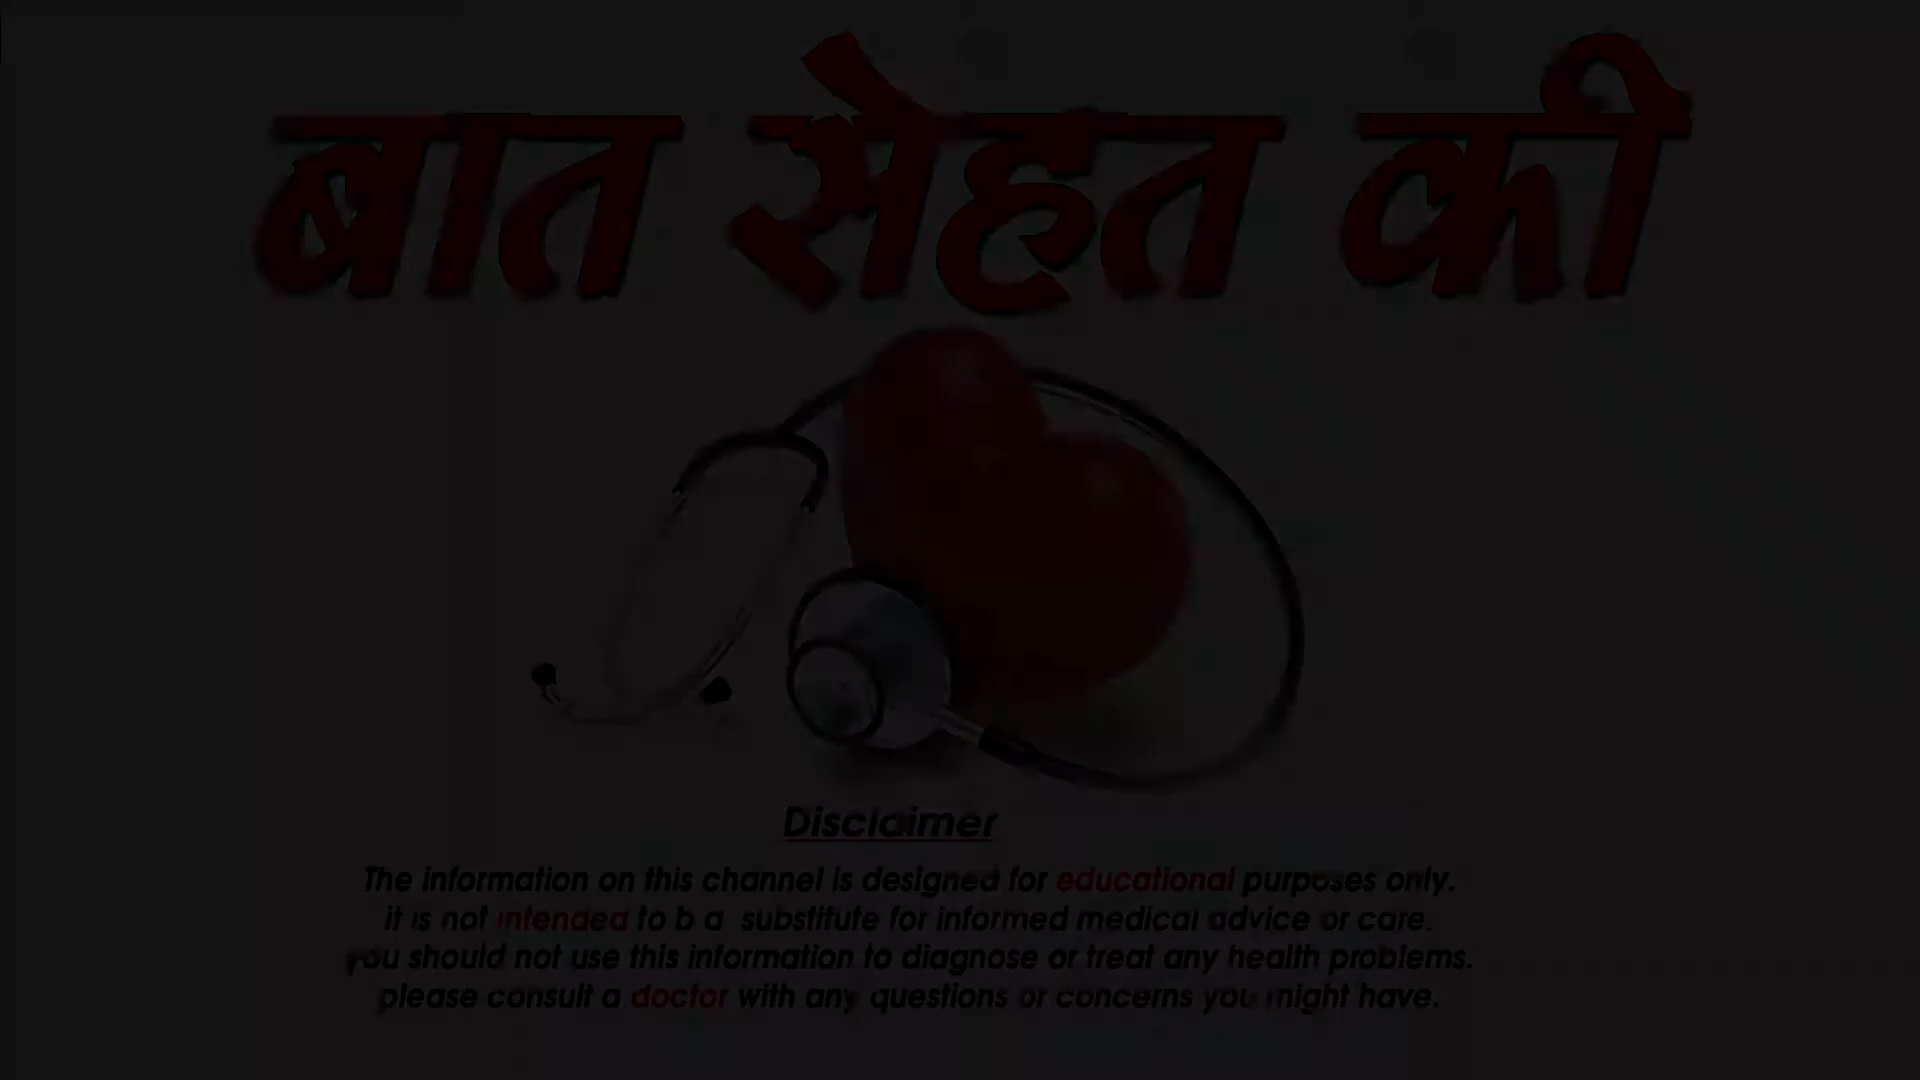 बात सेहत की
Disclaimer
The information on this channel is designed for educational purposes only.
it is not intended to b a substitute for informed medical advice or care.
you should not use this information to diagnose or treat any health problems.
please consult a doctor with any questions or concerns you might have.